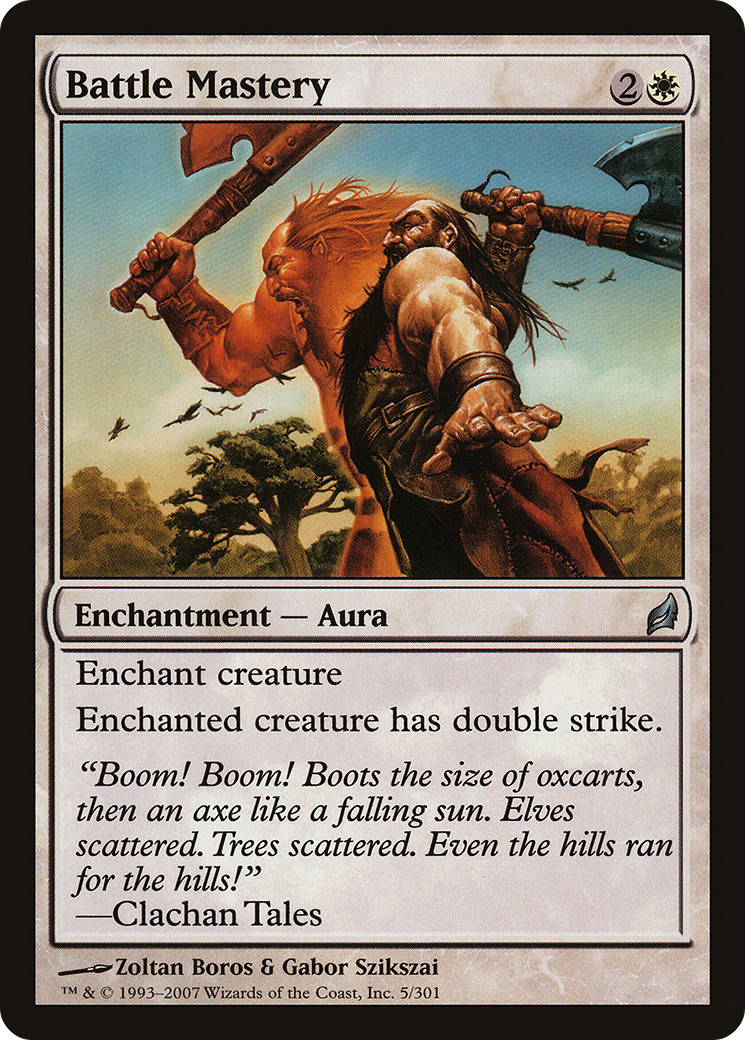 Battle Mastery
2
Enchantment — Aura
Enchant creature
Enchanted creature has double strike.
“Boom! Boom! Boots the size of oxcarts,
then an axe like a falling sun. Elves
scattered. Trees scattered. Even the hills ran
for the hills!”
—Clachan Tales
Zoltan Boros & Gabor Szikszai
™ & © 1993–2007 Wizards of the Coast, Inc. 5/301